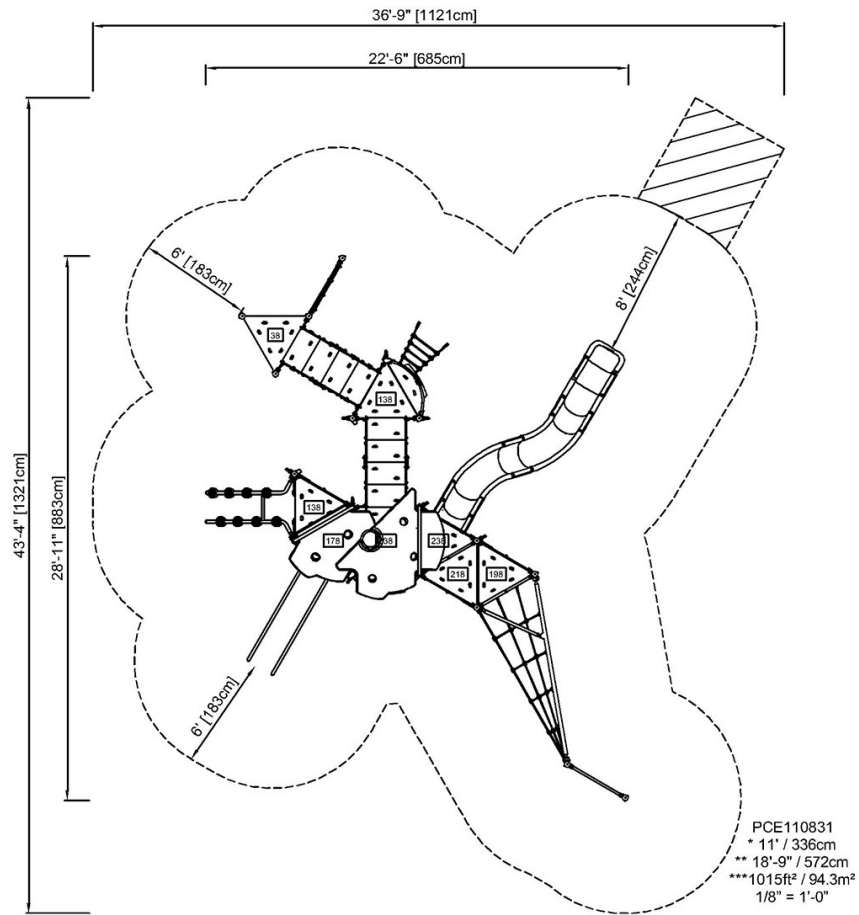 36'-9" [1121cm]
22'-6" [685cm]
43'-4" [1321cm]
28'-11" [883cm]
6' [183cm]
8' [244cm]
38
138
138
178
238
218
198
6' [183cm]
PCE110831
* 11' / 336cm
** 18'-9" / 572cm
***1015ft² / 94.3m²
1/8" = 1'-0"